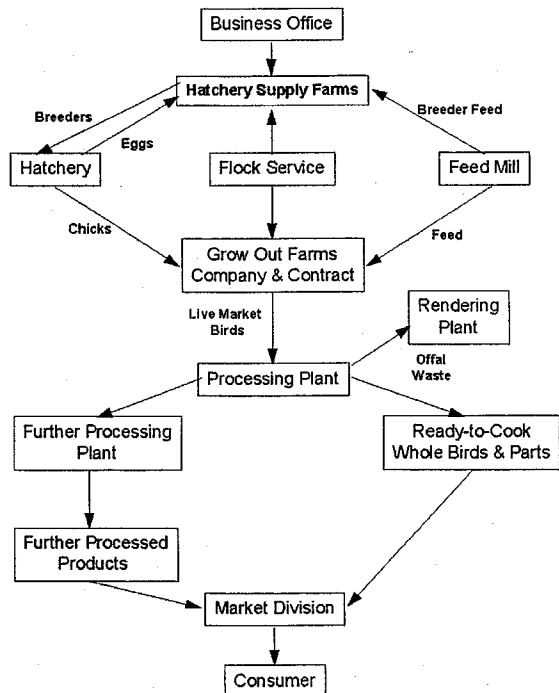 Business Office
Hatchery Supply Farms
Breeders
Breeder Feed
Eggs
Hatchery
Flock Service
Feed Mill
Chicks
Feed
Grow Out Farms
Company & Contract
Live Market
Birds
Rendering
Plant
Offal
Waste
Processing Plant
Further Processing
Plant
Ready-to-Cook
Whole Birds & Parts
Further Processed
Products
Market Division
Consumer